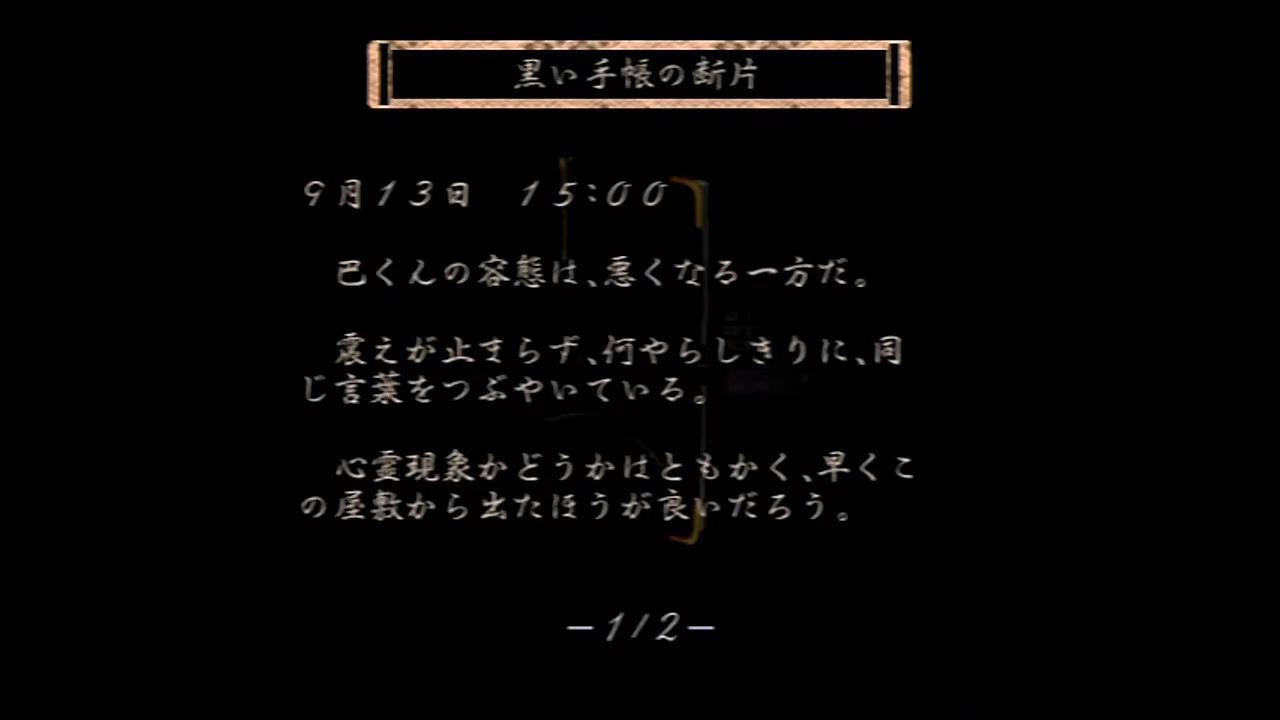 黒い手帳の断片
9月13日　15:00
巴くんの容態は、悪くなる一方だ。
震えが止まらず、何やらしきりに、同
じ言葉をつぶやいている。
心霊現象かどうかはともかく、早くこ
の屋敷から出たほうが良いだろう。
－1/2－